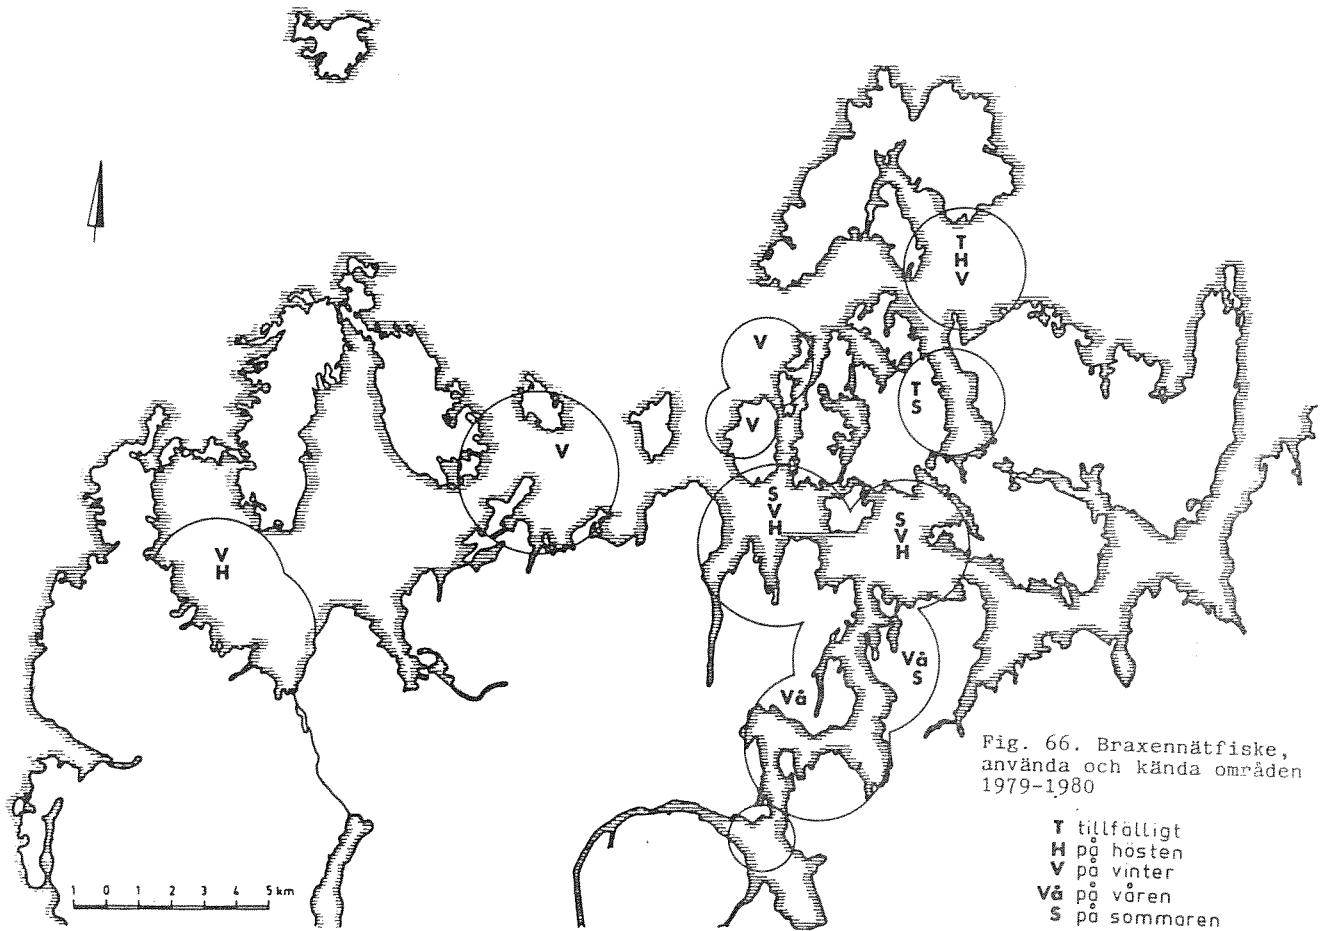 T
H
V
V
T
S
V
V
S
V
H
S
V
H
V
H
Vå
S
Vå
Fig. 66. Braxennätfiske,
använda och kända områden
1979-1980
T tillfälligt
H på hösten
V på vinter
Vå på våren
S på sommaren
1 0 1 2 3 4 5 km